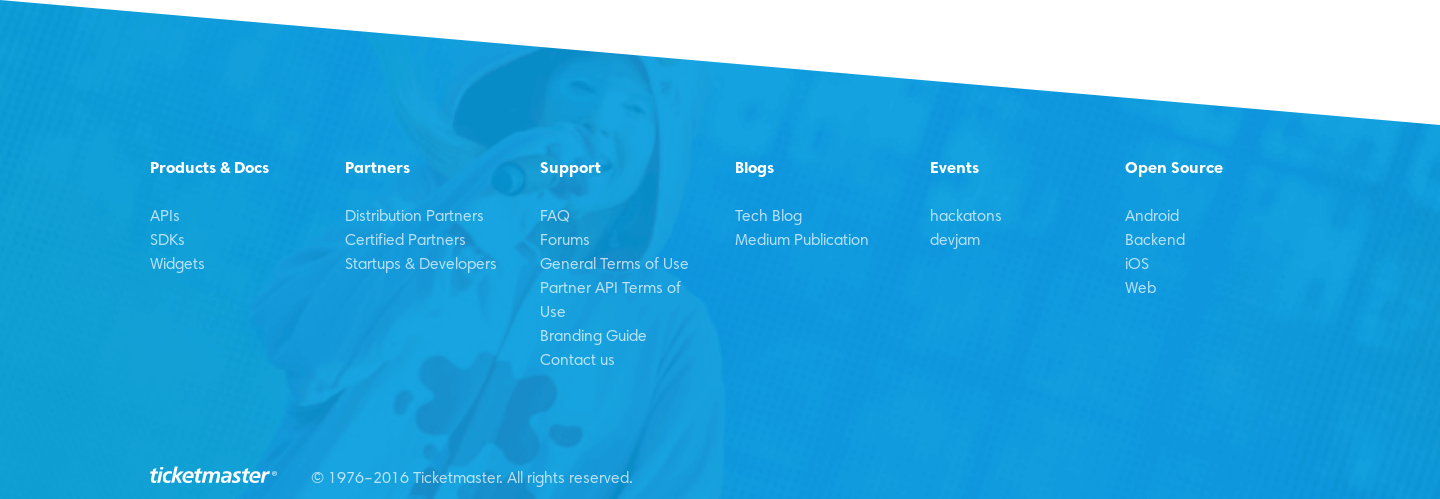 Products & Docs
APIs
SDKs
Widgets
Partners
Distribution Partners
Certified Partners
Startups & Developers
Support
FAQ
Forums
General Terms of Use
Partner API Terms of
Use
Branding Guide
Contact us
Blogs
Tech Blog
Medium Publication
Events
hackatons
devjam
Open Source
Android
Backend
iOS
Web
ticketmaster®
© 1976–2016 Ticketmaster. All rights reserved.